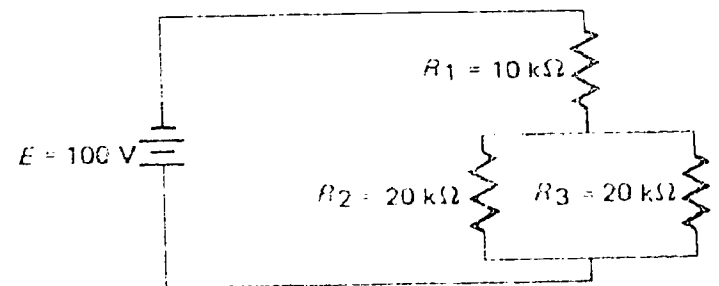 R1 = 10 kΩ
E = 100 V
R2 = 20 kΩ
R3 = 20 kΩ